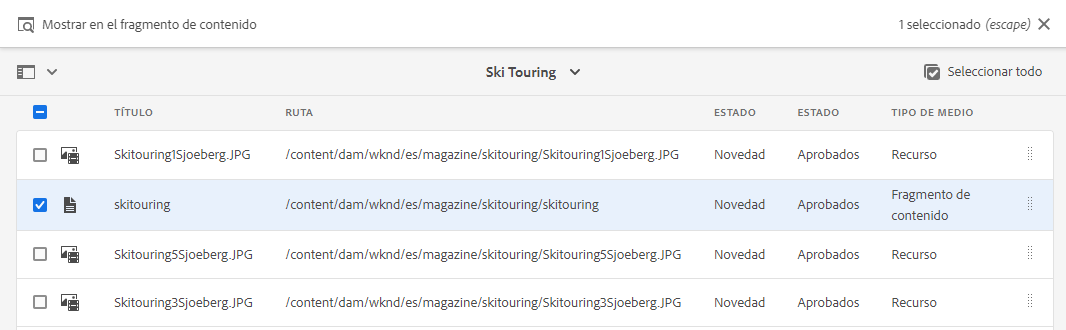 Mostrar en el fragmento de contenido 1 seleccionado (escape)
Ski Touring Seleccionar todo
TÍTULO RUTA ESTADO ESTADO TIPO DE MEDIO
Skitouring1Sjoeberg.JPG /content/dam/wknd/es/magazine/skitouring/Skitouring1Sjoeberg.JPG Novedad Aprobados Recurso
skitouring /content/dam/wknd/es/magazine/skitouring/skitouring Novedad Aprobados Fragmento de
contenido
Skitouring5Sjoeberg.JPG /content/dam/wknd/es/magazine/skitouring/Skitouring5Sjoeberg.JPG Novedad Aprobados Recurso
Skitouring3Sjoeberg.JPG /content/dam/wknd/es/magazine/skitouring/Skitouring3Sjoeberg.JPG Novedad Aprobados Recurso